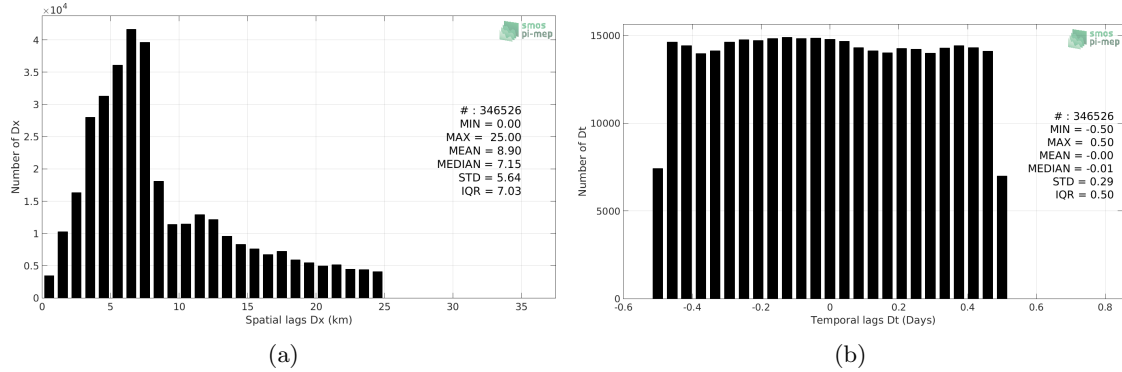 ×10⁴
4
3.5
3
2.5
2
1.5
1
0.5
0
Number of Dx
smos
pi-mep
# : 346526
MIN = 0.00
MAX = 25.00
MEAN = 8.90
MEDIAN = 7.15
STD = 5.64
IQR = 7.03
0 5 10 15 20 25 30 35
Spatial lags Dx (km)
(a)
15000
10000
5000
0
Number of Dt
smos
pi-mep
# : 346526
MIN = -0.50
MAX = 0.50
MEAN = -0.00
MEDIAN = -0.01
STD = 0.29
IQR = 0.50
-0.6 -0.4 -0.2 0 0.2 0.4 0.6 0.8
Temporal lags Dt (Days)
(b)